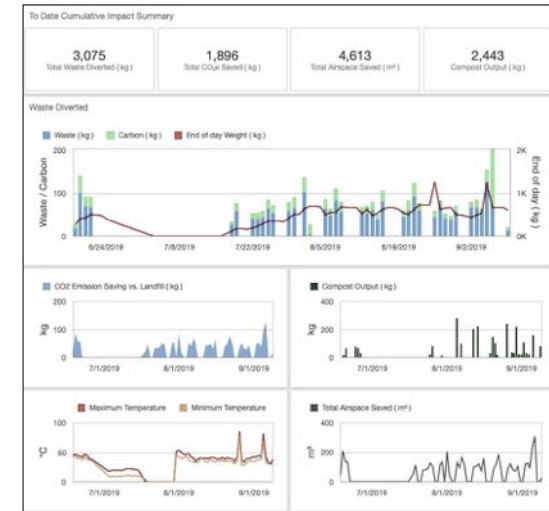 To Date Cumulative Impact Summary
3,075
Total Waste Diverted (kg)
1,896
Total CO₂e Saved (kg)
4,613
Total Airspace Saved (m³)
2,443
Compost Output (kg)
Waste Diverted
Waste (kg) Carbon (kg) End of day Weight (kg)
200 2K
100 1K
0 0K
Waste / Carbon
End of day Weight (kg)
6/24/2019 7/8/2019 7/22/2019 8/5/2019 8/19/2019 9/2/2019
CO2 Emission Saving vs. Landfill (kg)
200
100
0
kg
7/1/2019 8/1/2019 9/1/2019
Compost Output (kg)
400
200
0
kg
7/1/2019 8/1/2019 9/1/2019
Maximum Temperature Minimum Temperature
100
50
0
°C
7/1/2019 8/1/2019 9/1/2019
Total Airspace Saved (m³)
400
200
0
m³
7/1/2019 8/1/2019 9/1/2019